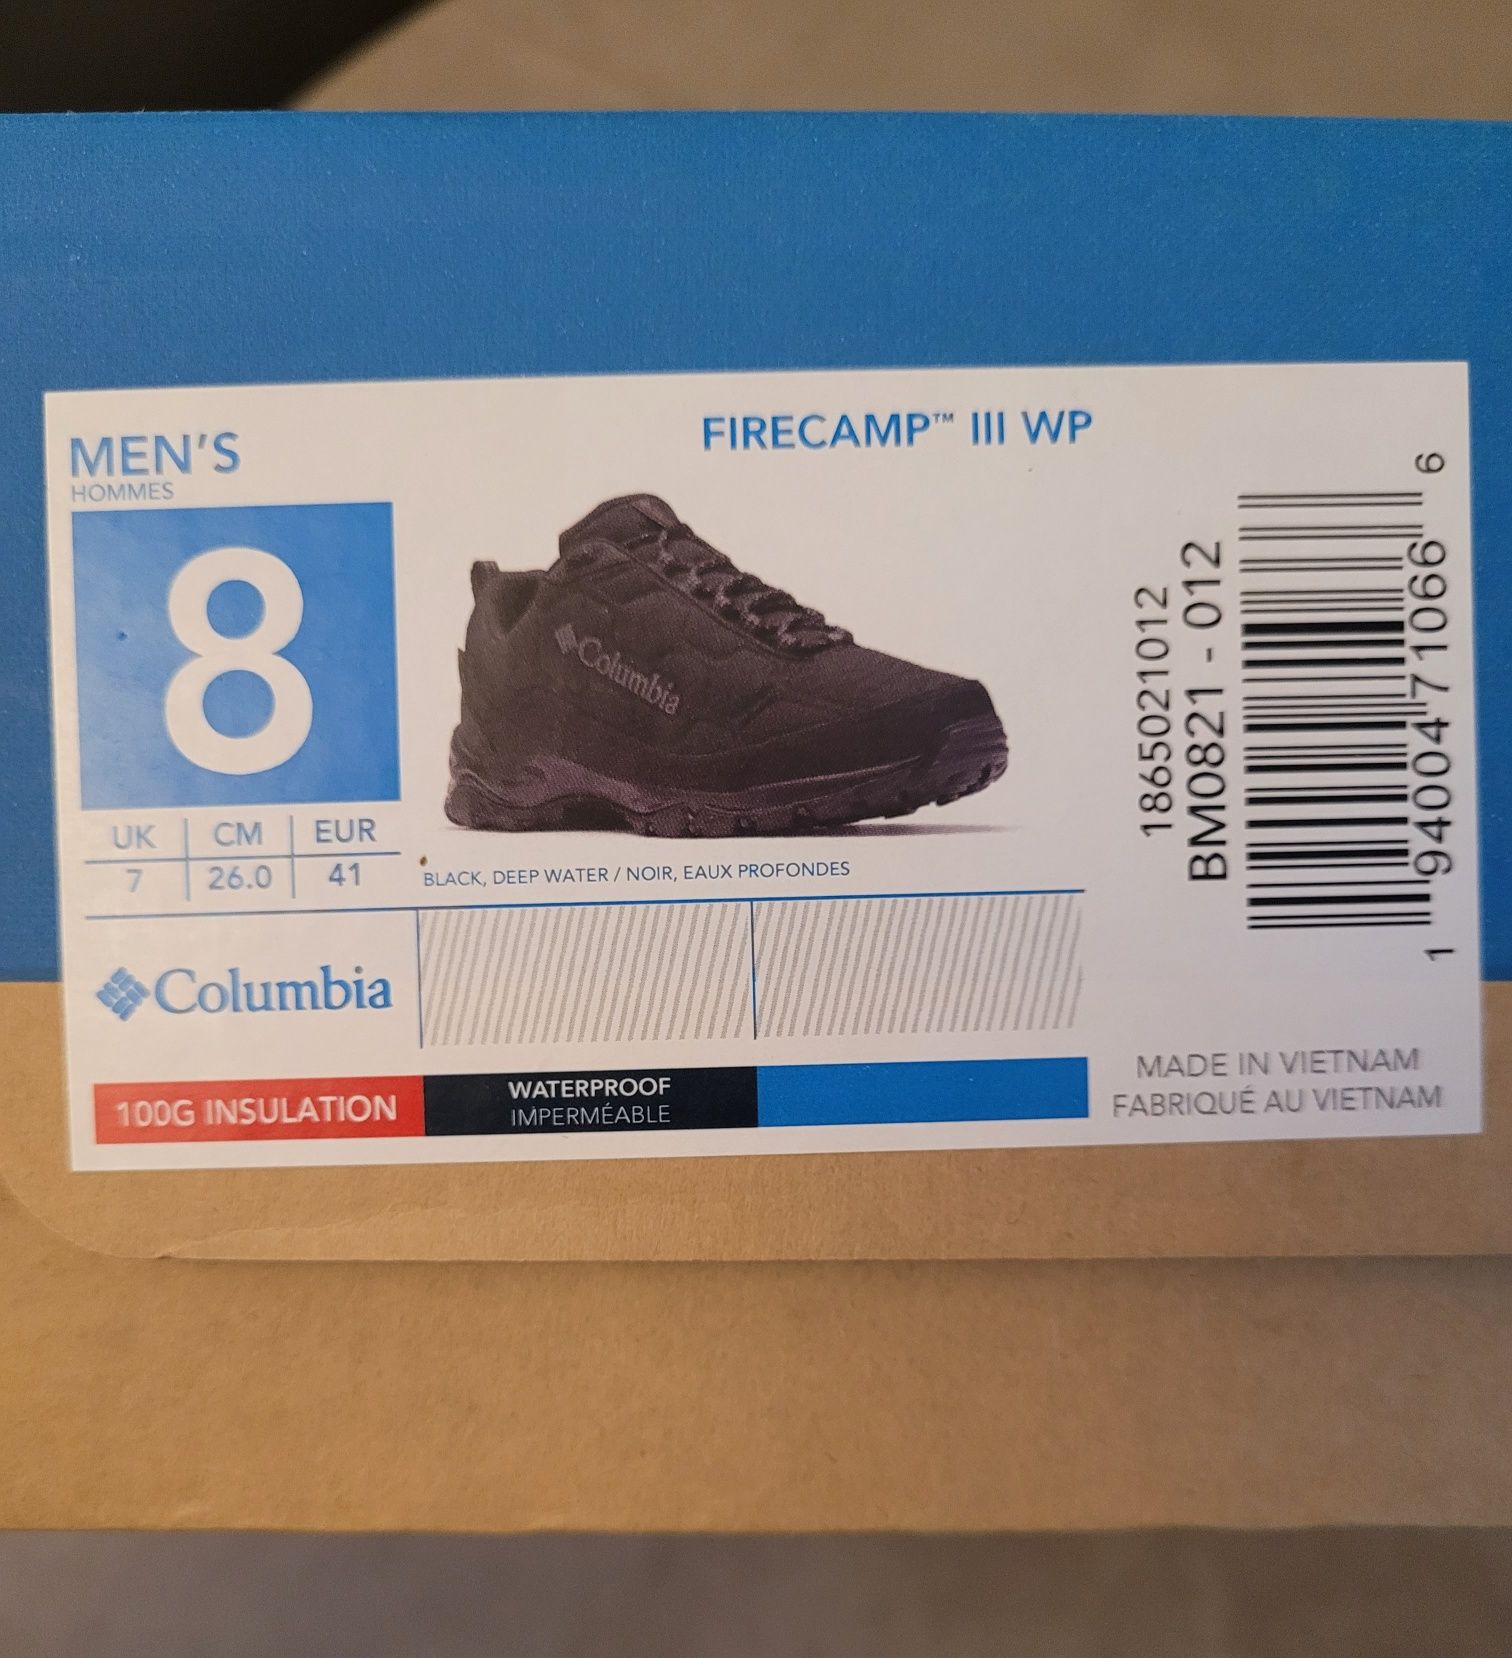 MEN'S
HOMMES
FIRECAMP™ III WP
8
Columbia
UK CM EUR
7 26.0 41
BLACK, DEEP WATER / NOIR, EAUX PROFONDES
Columbia
100G INSULATION
WATERPROOF
IMPERMÉABLE
1865021012
BM0821 - 012
1 94004 71066 6
MADE IN VIETNAM
FABRIQUÉ AU VIETNAM